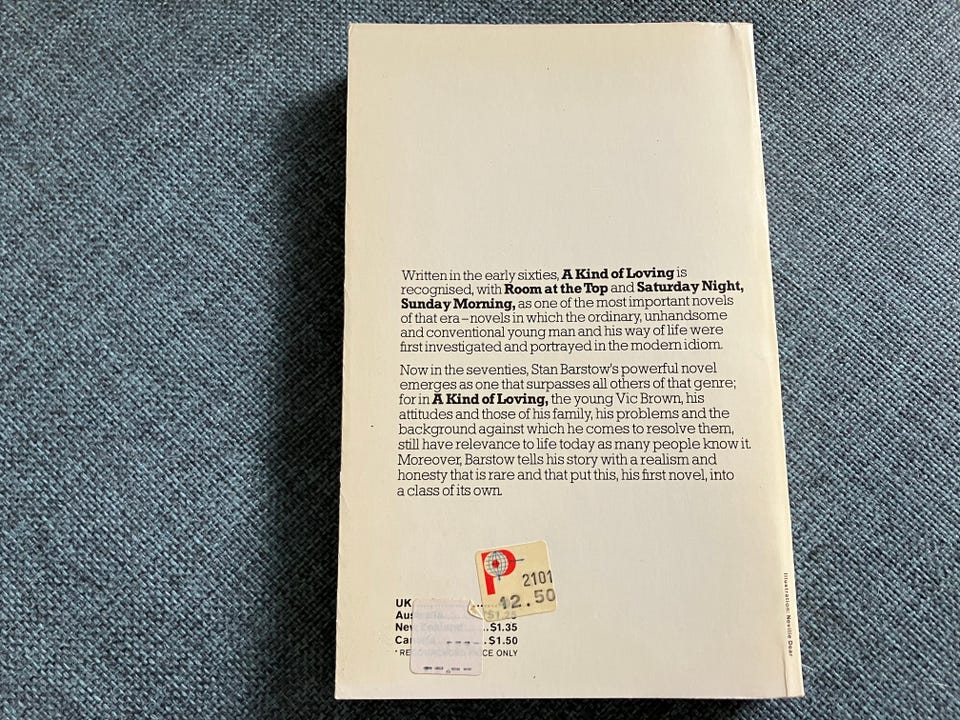 Written in the early sixties, A Kind of Loving is
recognised, with Room at the Top and Saturday Night,
Sunday Morning, as one of the most important novels
of that era – novels in which the ordinary, unhandsome
and conventional young man and his way of life were
first investigated and portrayed in the modern idiom.
Now in the seventies, Stan Barstow's powerful novel
emerges as one that surpasses all others of that genre;
for in A Kind of Loving, the young Vic Brown, his
attitudes and those of his family, his problems and the
background against which he comes to resolve them,
still have relevance to life today as many people know it.
Moreover, Barstow tells his story with a realism and
honesty that is rare and that put this, his first novel, into
a class of its own.
P
2101
12.50
UK
Australia $1.25
New Zealand ... $1.35
Canada ... $1.50
* RECOMMENDED PRICE ONLY
Illustration: Neville Dear